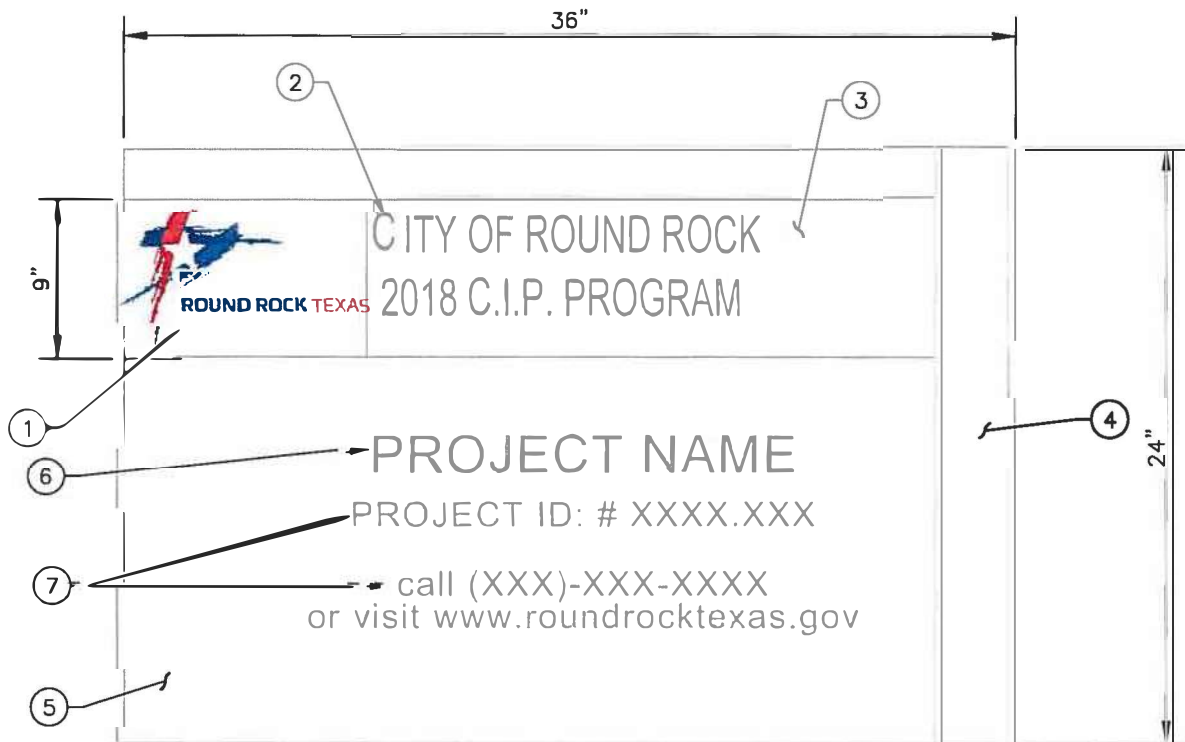 36”
2
3
CITY OF ROUND ROCK
2018 C.I.P. PROGRAM
9”
ROUND ROCK TEXAS
1
4
24”
6
PROJECT NAME
PROJECT ID: # XXXX.XXX
7
call (XXX)-XXX-XXXX
or visit www.roundrocktexas.gov
5